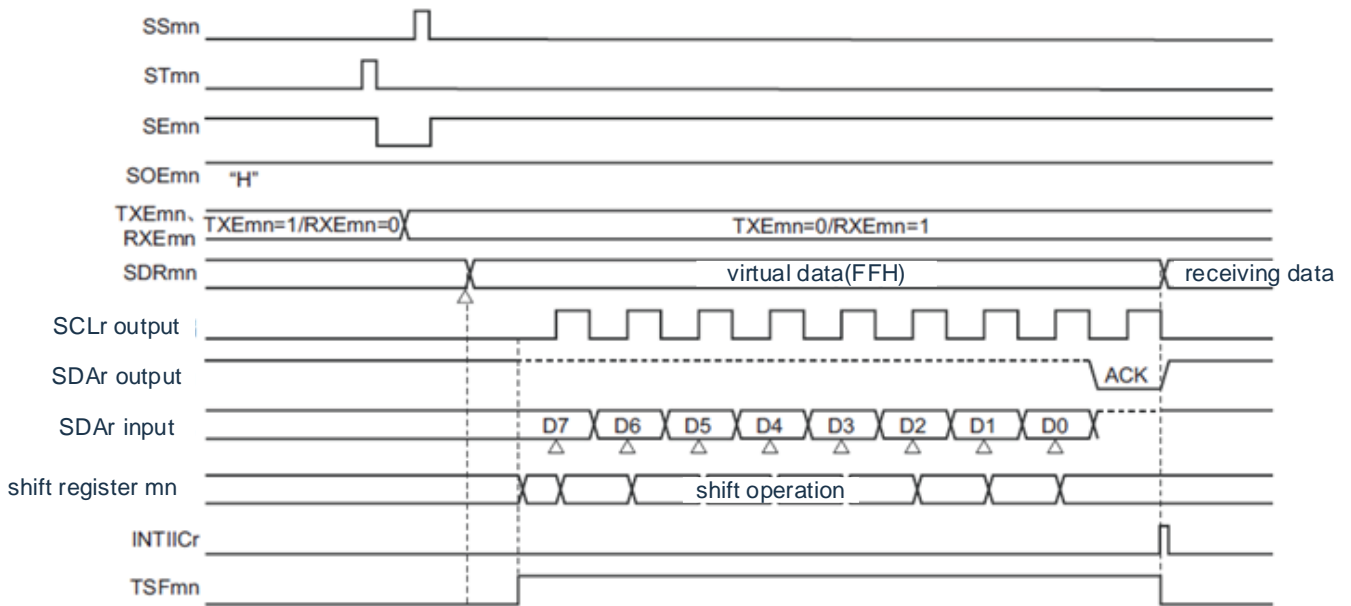 SSmn
STmn
SEmn
SOEmn "H"
TXEmn、
RXEmn
TXEmn=1/RXEmn=0
TXEmn=0/RXEmn=1
SDRmn
virtual data(FFH)
receiving data
SCLr output
SDAr output
ACK
SDAr input
D7 D6 D5 D4 D3 D2 D1 D0
shift register mn
shift operation
INTIICr
TSFmn